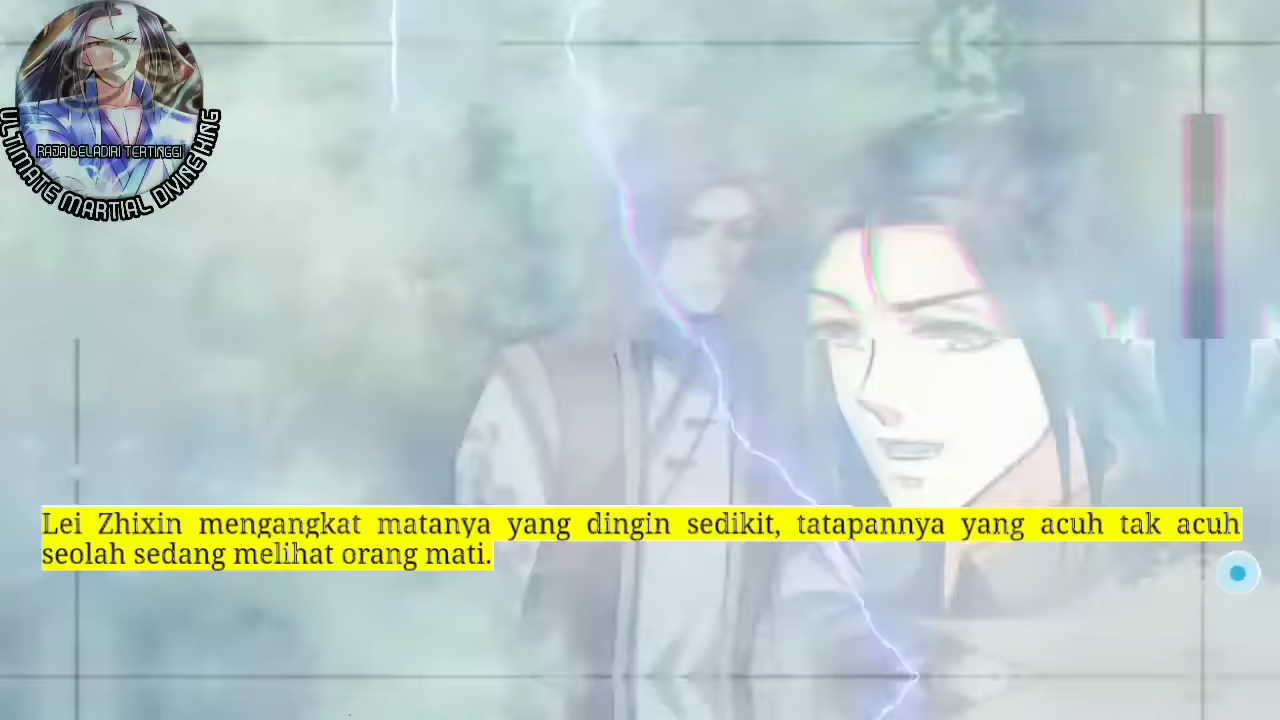 RAJA BELADIRI TERTINGGI
ULTIMATE MARTIAL DIVINE KING
Lei Zhixin mengangkat matanya yang dingin sedikit, tatapannya yang acuh tak acuh
seolah sedang melihat orang mati.